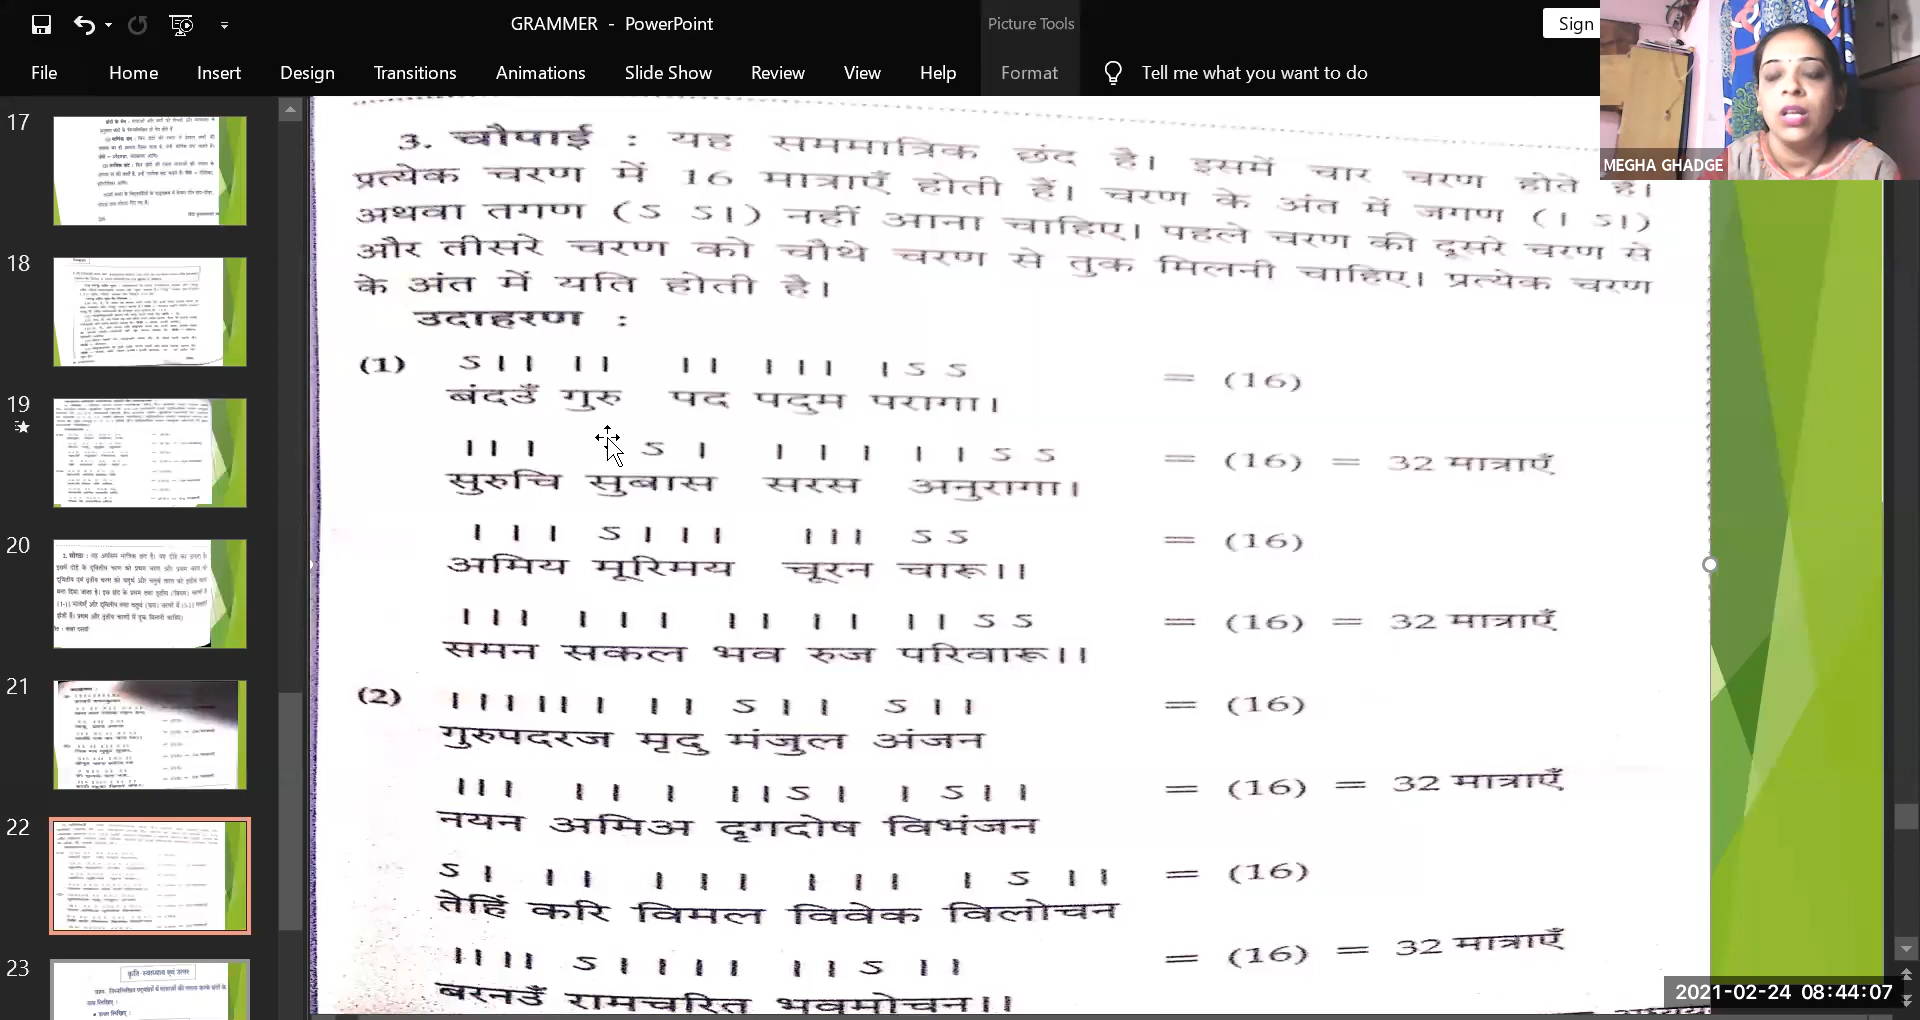 GRAMMER - PowerPoint
Picture Tools
Sign
File Home Insert Design Transitions Animations Slide Show Review View Help Format Tell me what you want to do
MEGHA GHADGE
17
18
19
20
21
22
23
3. चौपाई : यह सममात्रिक छंद है। इसमें चार चरण होते हैं।
प्रत्येक चरण में 16 मात्राएँ होती हैं। चरण के अंत में जगण (। ऽ।)
अथवा तगण (ऽ ऽ।) नहीं आना चाहिए। पहले चरण की दूसरे चरण से
और तीसरे चरण को चौथे चरण से तुक मिलनी चाहिए। प्रत्येक चरण
के अंत में यति होती है।
उदाहरण :
(1) ऽ।। ।। ।। ।।। ।ऽ ऽ = (16)
बंदउँ गुरु पद पदुम परागा।
।।। ऽ । ।।। ।।ऽ ऽ = (16) = 32 मात्राएँ
सुरुचि सुबास सरस अनुरागा।
।।। ऽ।।। ।।। ऽ ऽ = (16)
अमिय मूरिमय चूरन चारू।।
।।। ।।। ।। ।। ।।ऽ ऽ = (16) = 32 मात्राएँ
समन सकल भव रुज परिवारू।।
(2) ।।।।।। ।। ऽ।। ऽ।। = (16)
गुरुपदरज मृदु मंजुल अंजन
।।। ।।। ।।ऽ। ।ऽ।। = (16) = 32 मात्राएँ
नयन अमिअ दृगदोष विभंजन
ऽ। ।। ।।। ।।। ।ऽ।। = (16)
तेहिं करि विमल विवेक विलोचन
।।।। ऽ।।।। ।।ऽ ।। = (16) = 32 मात्राएँ
बरनउँ रामचरित भवमोचन।।
2021-02-24 08:44:07